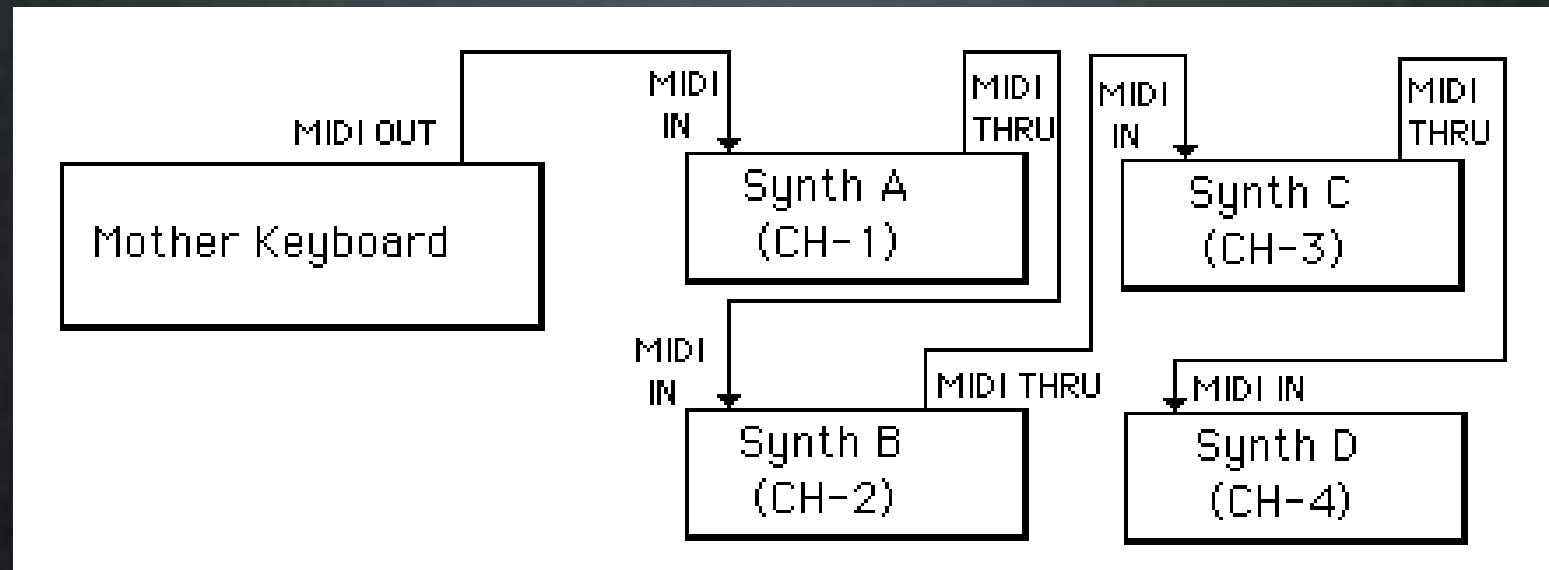 MIDI OUT
Mother Keyboard
MIDI
IN
Synth A
(CH-1)
MIDI
THRU
MIDI
IN
Synth B
(CH-2)
MIDI THRU
MIDI
IN
Synth C
(CH-3)
MIDI
THRU
MIDI IN
Synth D
(CH-4)